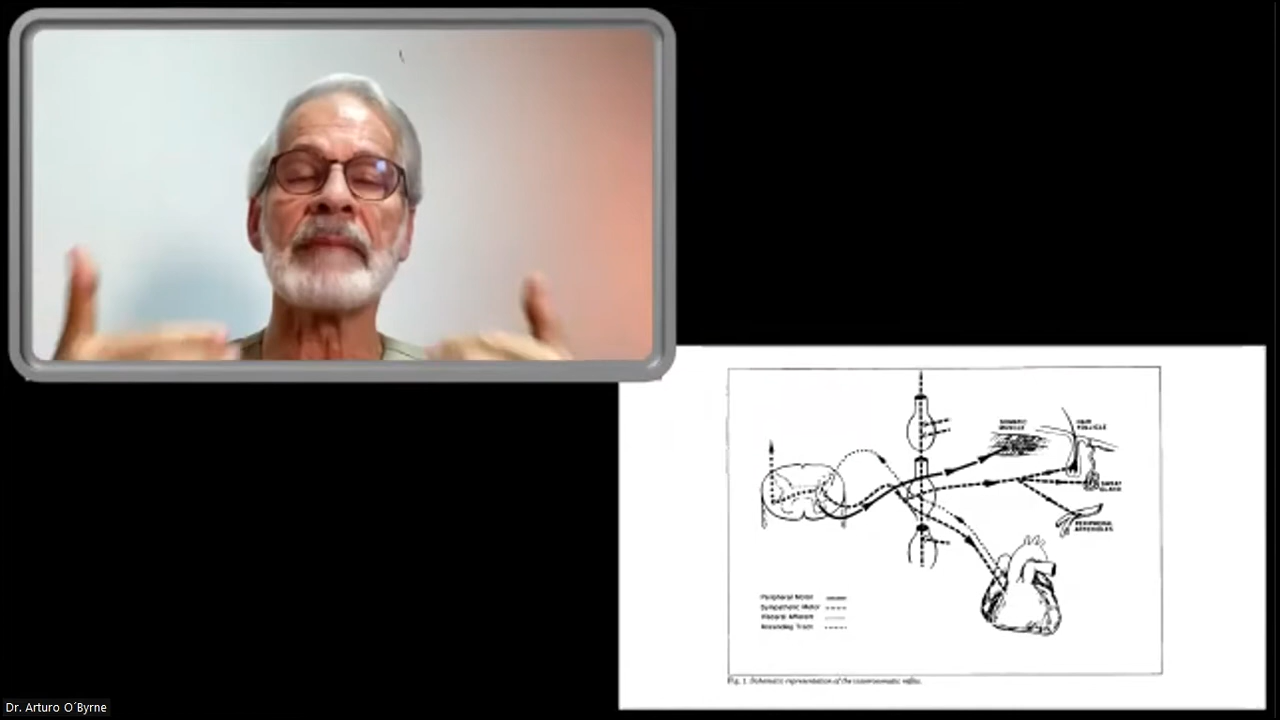 SOMATIC
MUSCLE
HAIR
FOLLICLE
SWEAT
GLAND
PERIPHERAL
ARTERIOLES
Peripheral Motor
Sympathetic Motor
Visceral Afferent
Ascending Tract
Fig. 1. Schematic representation of the viscerosomatic reflex.
Dr. Arturo O´Byrne